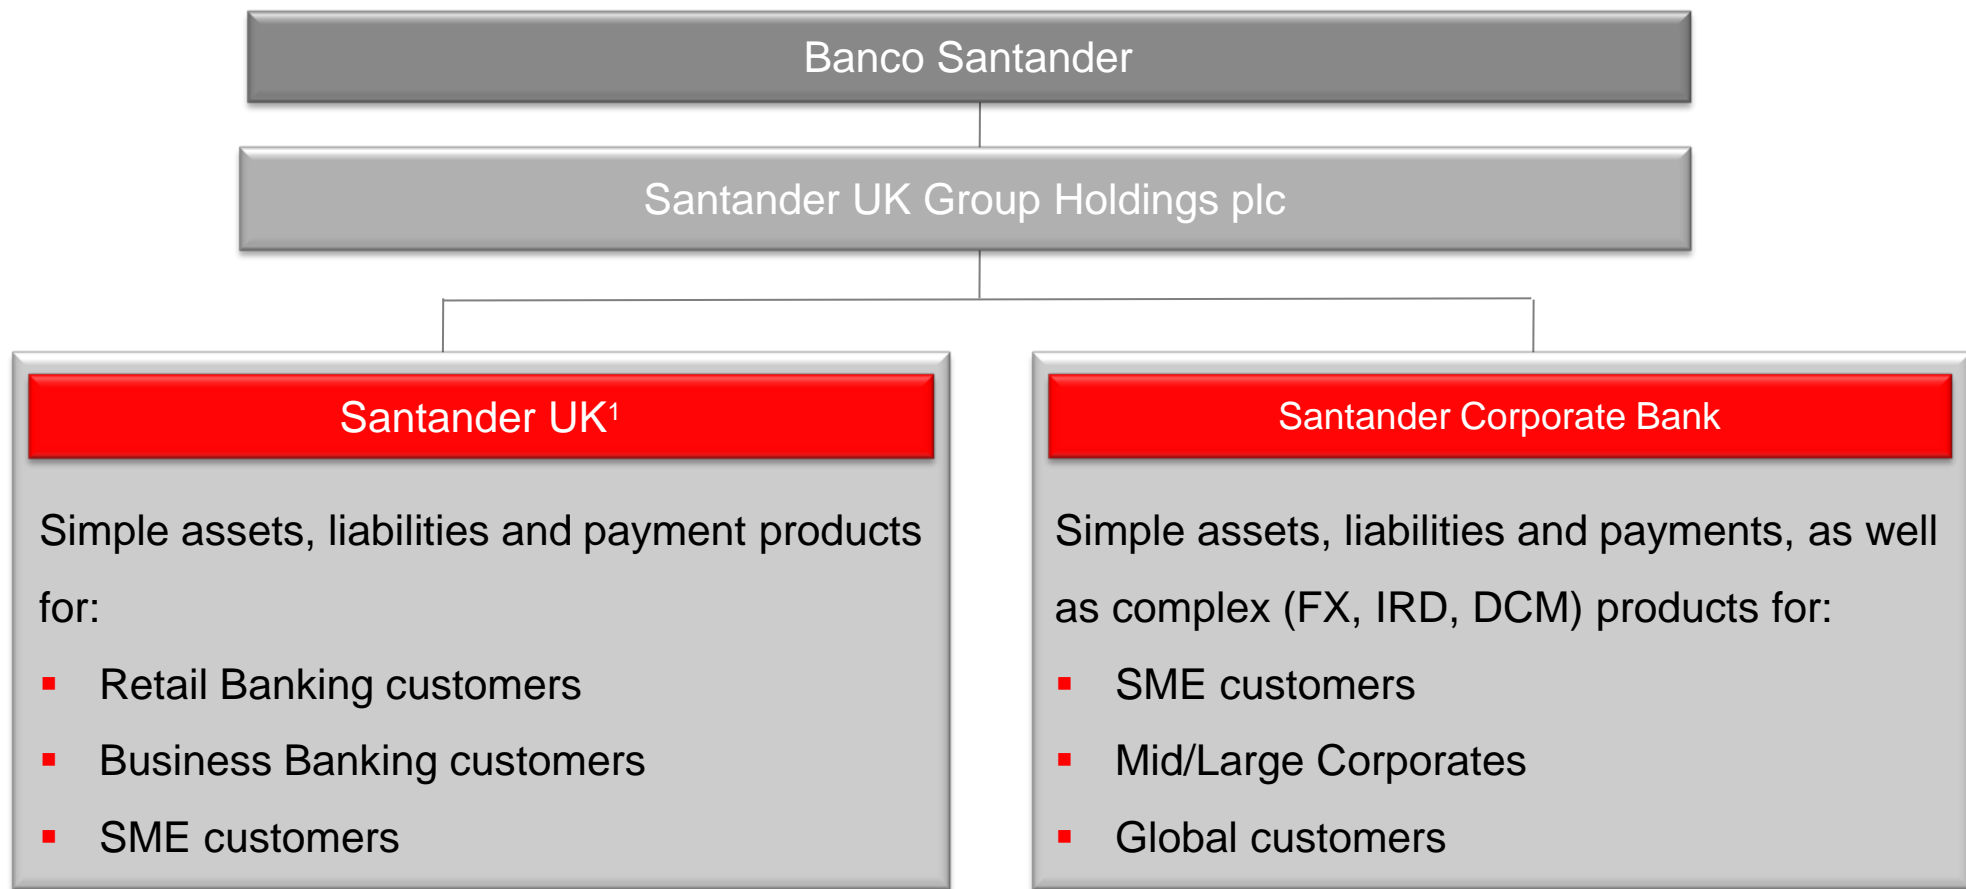 Banco Santander
Santander UK Group Holdings plc
Santander UK¹
Simple assets, liabilities and payment products
for:
▪ Retail Banking customers
▪ Business Banking customers
▪ SME customers
Santander Corporate Bank
Simple assets, liabilities and payments, as well
as complex (FX, IRD, DCM) products for:
▪ SME customers
▪ Mid/Large Corporates
▪ Global customers